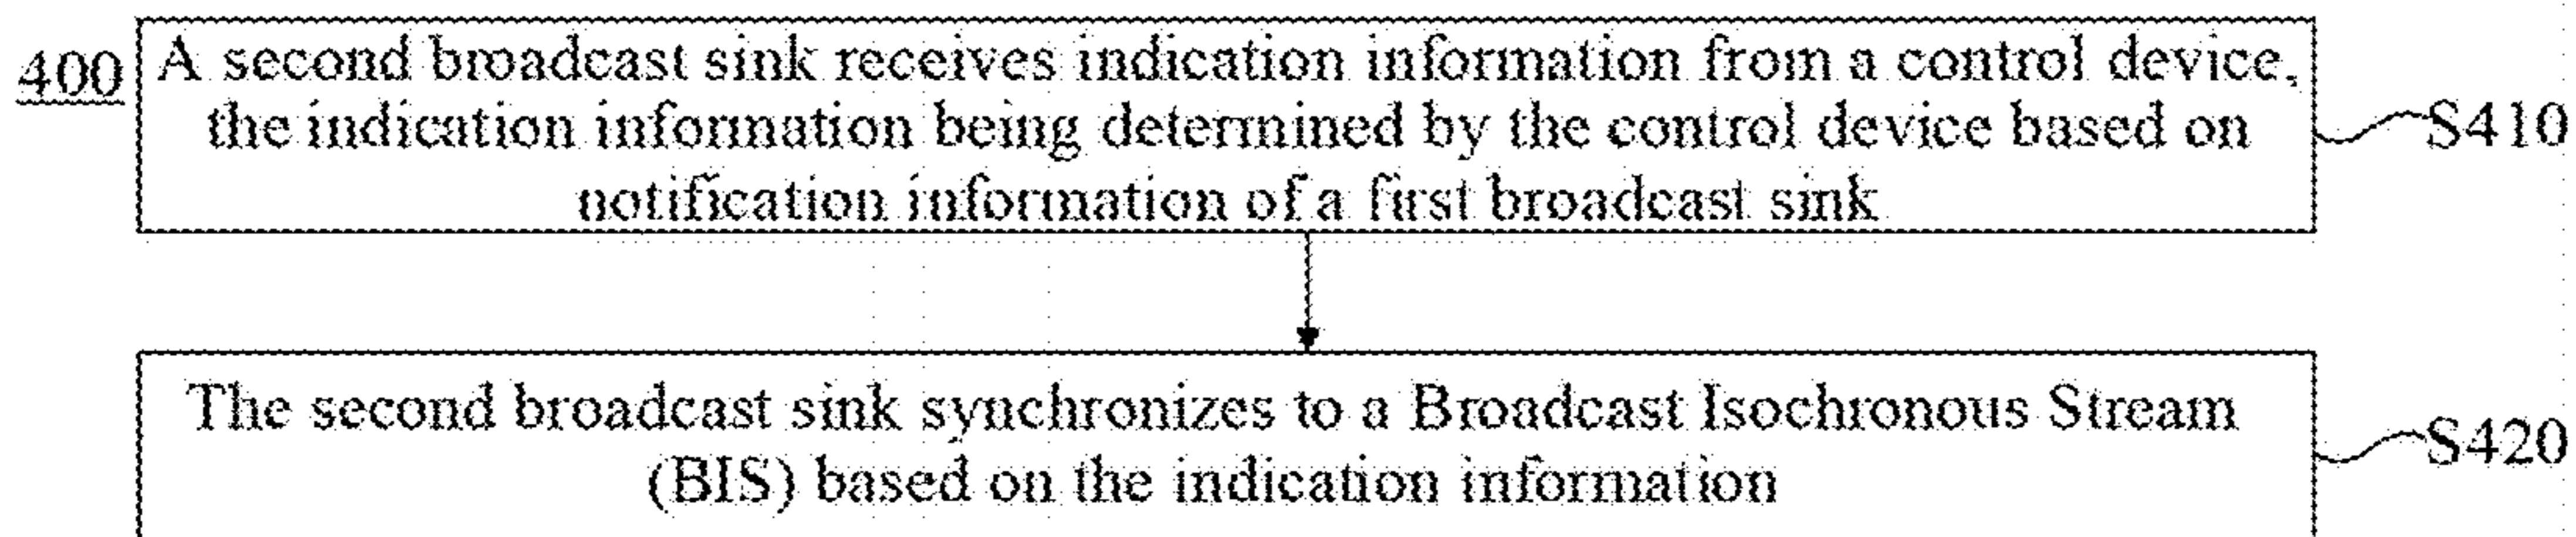 400
A second broadcast sink receives indication information from a control device,
the indication information being determined by the control device based on
notification information of a first broadcast sink
S410
The second broadcast sink synchronizes to a Broadcast Isochronous Stream
(BIS) based on the indication information
S420